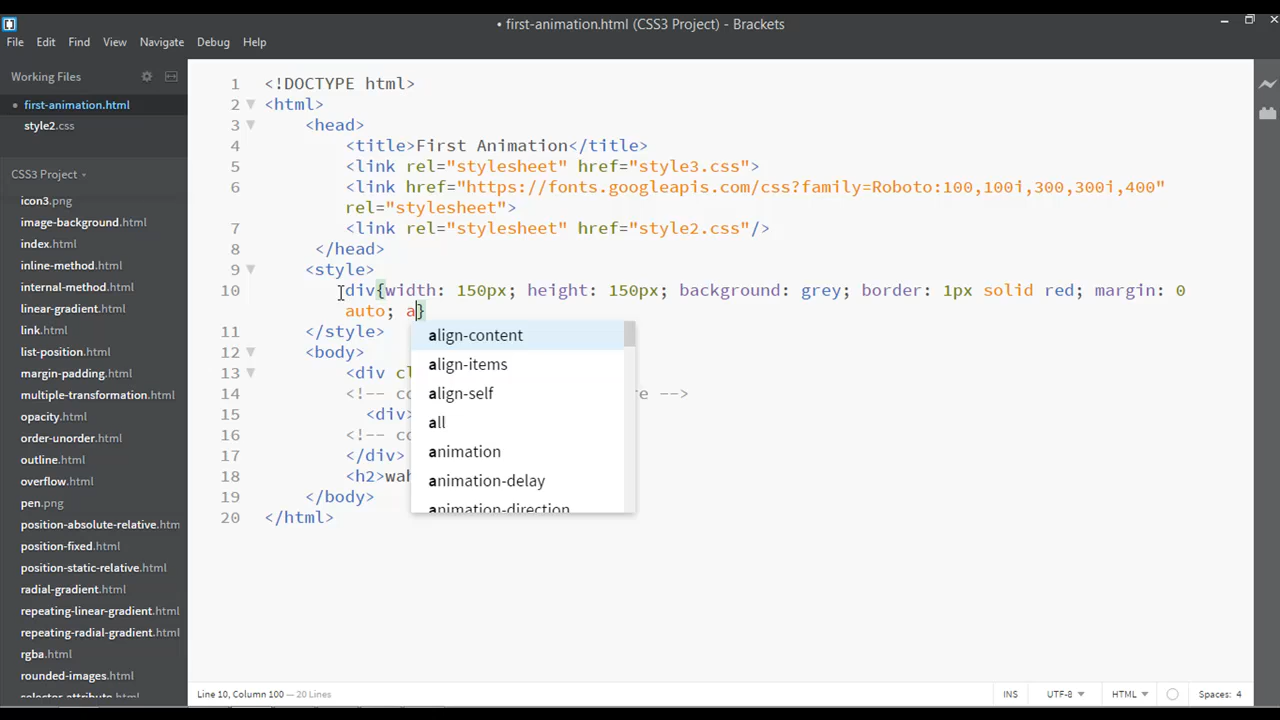 • first-animation.html (CSS3 Project) - Brackets
File Edit Find View Navigate Debug Help
Working Files
• first-animation.html
style2.css
CSS3 Project
icon3.png
image-background.html
index.html
inline-method.html
internal-method.html
linear-gradient.html
link.html
list-position.html
margin-padding.html
multiple-transformation.html
opacity.html
order-unorder.html
outline.html
overflow.html
pen.png
position-absolute-relative.htm
position-fixed.html
position-static-relative.html
radial-gradient.html
repeating-linear-gradient.html
repeating-radial-gradient.html
rgba.html
rounded-images.html
selector-attribute.html
1 <!DOCTYPE html>
2 <html>
3 <head>
4 <title>First Animation</title>
5 <link rel="stylesheet" href="style3.css">
6 <link href="https://fonts.googleapis.com/css?family=Roboto:100,100i,300,300i,400"
rel="stylesheet">
7 <link rel="stylesheet" href="style2.css"/>
8 </head>
9 <style>
10 div{width: 150px; height: 150px; background: grey; border: 1px solid red; margin: 0
auto; a}
11 </style>
12 <body>
13 <div cl
14 <!-- co re -->
15 <div>
16 <!-- co
17 </div>
18 <h2>wah
19 </body>
20 </html>
align-content
align-items
align-self
all
animation
animation-delay
animation-direction
Line 10, Column 100 — 20 Lines
INS UTF-8 HTML Spaces: 4